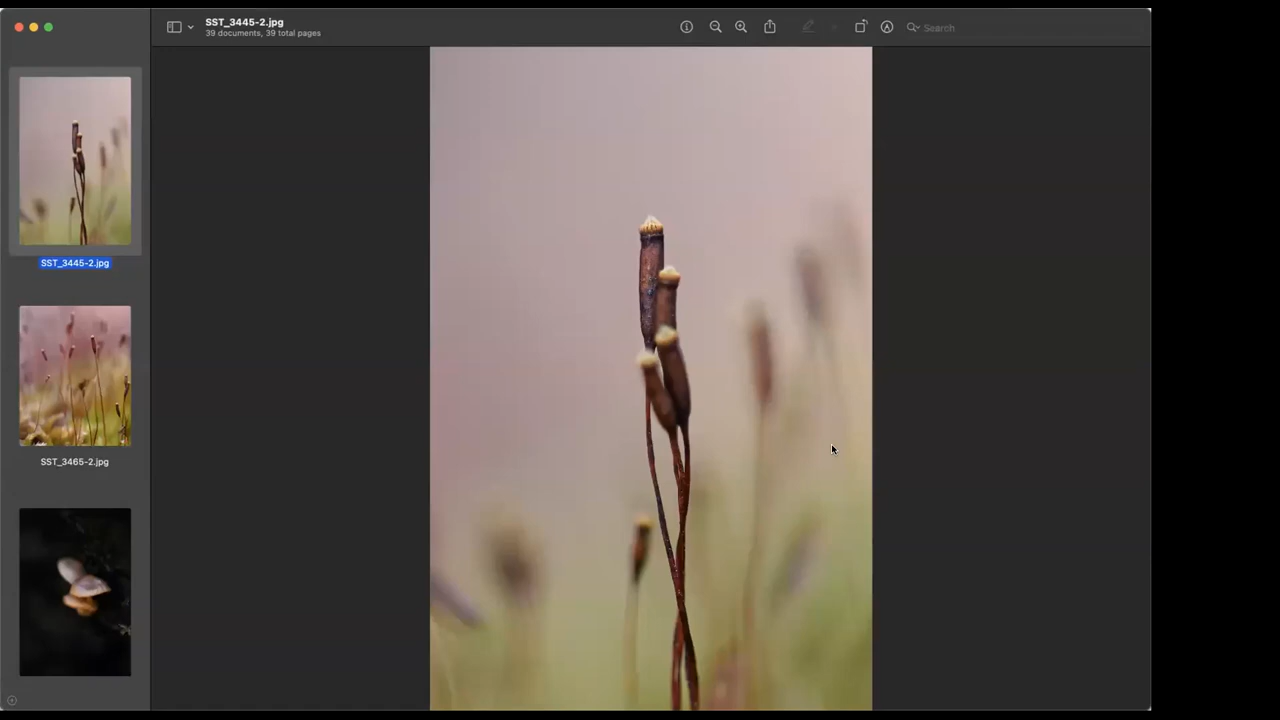 SST_3445-2.jpg
39 documents, 39 total pages
Search
SST_3445-2.jpg
SST_3465-2.jpg